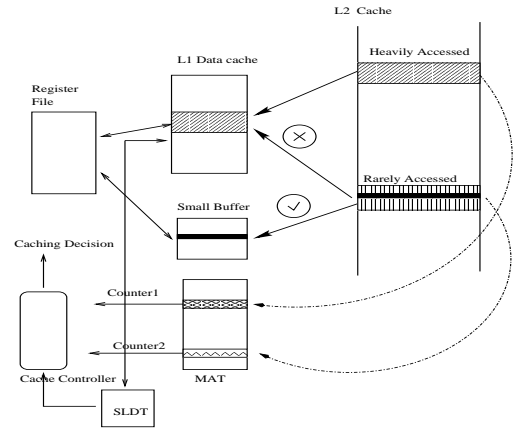 L2 Cache
Heavily Accessed
L1 Data cache
Register
File
Rarely Accessed
Small Buffer
Caching Decision
Counter1
Counter2
Cache Controller
MAT
SLDT